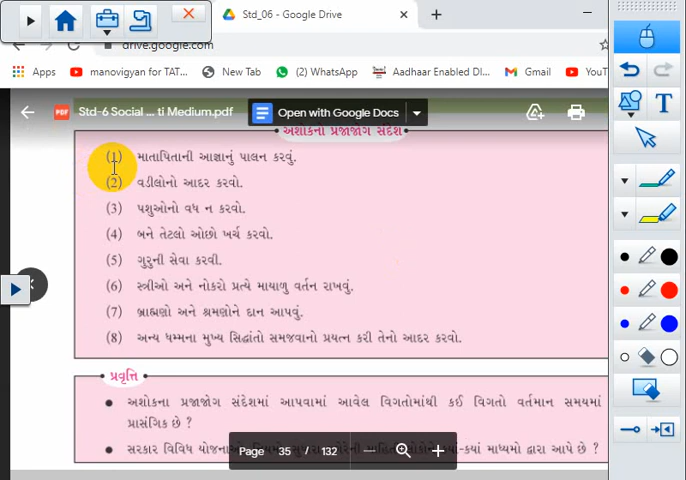 Std_06 - Google Drive
drive.google.com
Apps
manovigyan for TAT...
New Tab
(2) WhatsApp
Aadhaar Enabled DI...
Gmail
YouT
Std-6 Social ... ti Medium.pdf
Open with Google Docs
અશોકનો પ્રજાજોગ સંદેશ
(1) માતાપિતાની આજ્ઞાનું પાલન કરવું.
(2) વડીલોનો આદર કરવો.
(3) પશુઓનો વધ ન કરવો.
(4) બને તેટલો ઓછો ખર્ચ કરવો.
(5) ગુરુની સેવા કરવી.
(6) સ્ત્રીઓ અને નોકરો પ્રત્યે માયાળુ વર્તન રાખવું.
(7) બ્રાહ્મણો અને શ્રમણોને દાન આપવું.
(8) અન્ય ધમ્મના મુખ્ય સિદ્ધાંતો સમજવાનો પ્રયત્ન કરી તેનો આદર કરવો.
પ્રવૃત્તિ
● અશોકના પ્રજાજોગ સંદેશમાં આપવામાં આવેલ વિગતોમાંથી કઈ વિગતો વર્તમાન સમયમાં
પ્રાસંગિક છે ?
● સરકાર વિવિધ માધ્યમો દ્વારા આપે છે ?
Page 35 / 132
T